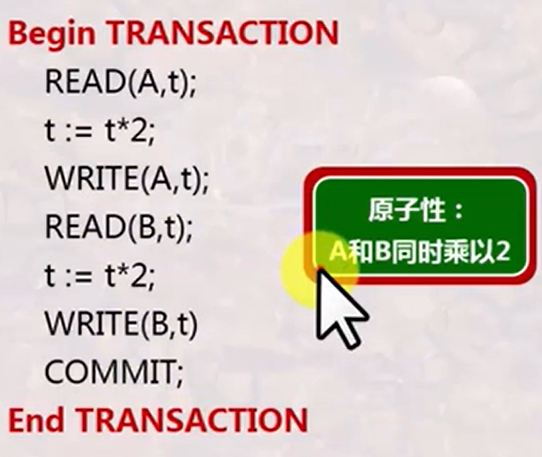 Begin TRANSACTION
READ(A,t);
t := t*2;
WRITE(A,t);
READ(B,t);
t := t*2;
WRITE(B,t)
COMMIT;
End TRANSACTION
原子性：
A和B同时乘以2